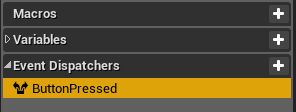 Macros
Variables
Event Dispatchers
ButtonPressed